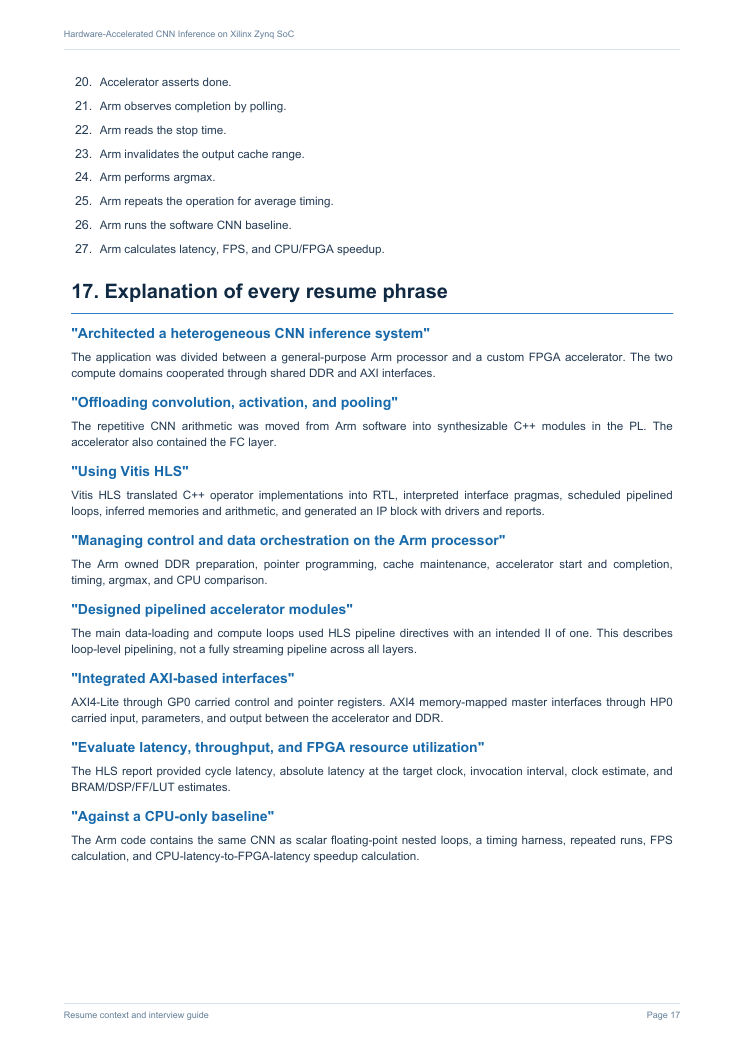 Hardware-Accelerated CNN Inference on Xilinx Zynq SoC
20. Accelerator asserts done.
21. Arm observes completion by polling.
22. Arm reads the stop time.
23. Arm invalidates the output cache range.
24. Arm performs argmax.
25. Arm repeats the operation for average timing.
26. Arm runs the software CNN baseline.
27. Arm calculates latency, FPS, and CPU/FPGA speedup.
17. Explanation of every resume phrase
"Architected a heterogeneous CNN inference system"
The application was divided between a general-purpose Arm processor and a custom FPGA accelerator. The two
compute domains cooperated through shared DDR and AXI interfaces.
"Offloading convolution, activation, and pooling"
The repetitive CNN arithmetic was moved from Arm software into synthesizable C++ modules in the PL. The
accelerator also contained the FC layer.
"Using Vitis HLS"
Vitis HLS translated C++ operator implementations into RTL, interpreted interface pragmas, scheduled pipelined
loops, inferred memories and arithmetic, and generated an IP block with drivers and reports.
"Managing control and data orchestration on the Arm processor"
The Arm owned DDR preparation, pointer programming, cache maintenance, accelerator start and completion,
timing, argmax, and CPU comparison.
"Designed pipelined accelerator modules"
The main data-loading and compute loops used HLS pipeline directives with an intended II of one. This describes
loop-level pipelining, not a fully streaming pipeline across all layers.
"Integrated AXI-based interfaces"
AXI4-Lite through GP0 carried control and pointer registers. AXI4 memory-mapped master interfaces through HP0
carried input, parameters, and output between the accelerator and DDR.
"Evaluate latency, throughput, and FPGA resource utilization"
The HLS report provided cycle latency, absolute latency at the target clock, invocation interval, clock estimate, and
BRAM/DSP/FF/LUT estimates.
"Against a CPU-only baseline"
The Arm code contains the same CNN as scalar floating-point nested loops, a timing harness, repeated runs, FPS
calculation, and CPU-latency-to-FPGA-latency speedup calculation.
Resume context and interview guide
Page 17